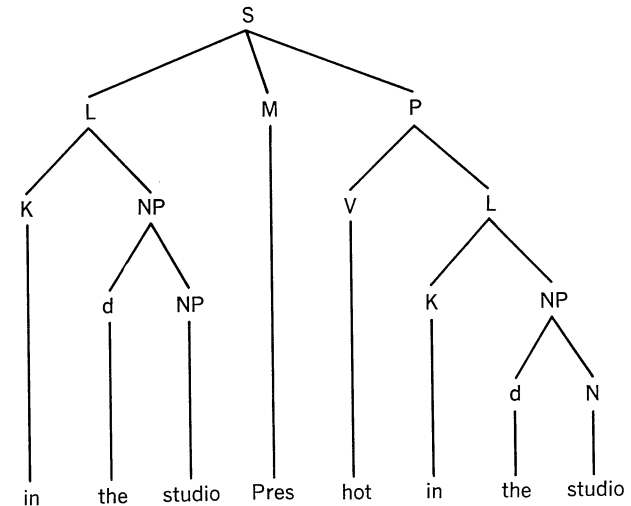 S
L M P
K NP V L
d NP K NP
d N
in the studio Pres hot in the studio